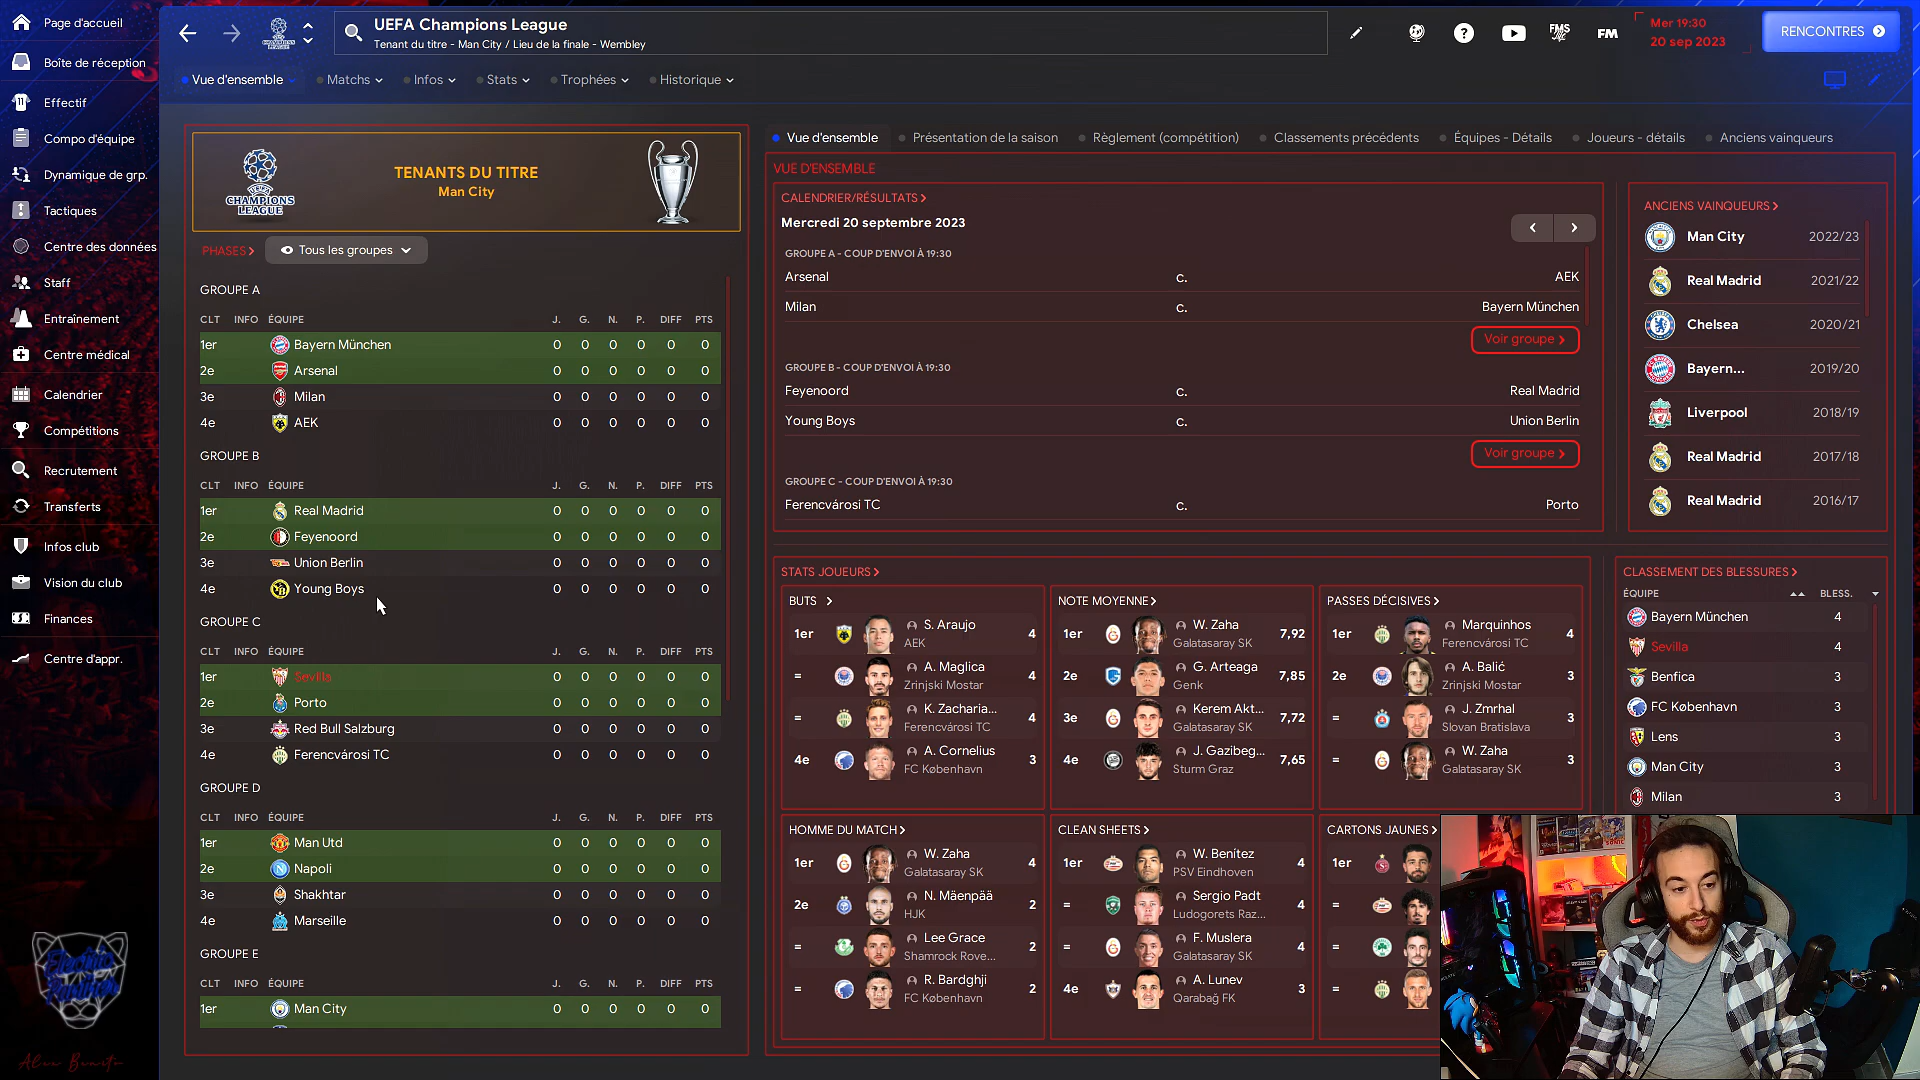 Page d'accueil
Boîte de réception
Effectif
Compo d'équipe
Dynamique de grp.
Tactiques
Centre des données
Staff
Entraînement
Centre médical
Calendrier
Compétitions
Recrutement
Transferts
Infos club
Vision du club
Finances
Centre d'appr.
UEFA Champions League
Tenant du titre - Man City / Lieu de la finale - Wembley
FM
Mer 19:30
20 sep 2023
RENCONTRES
Vue d'ensemble
Matchs
Infos
Stats
Trophées
Historique
CHAMPIONS
LEAGUE
TENANTS DU TITRE
Man City
PHASES
Tous les groupes
GROUPE A
CLT INFO ÉQUIPE J. G. N. P. DIFF PTS
1er Bayern München 0 0 0 0 0 0
2e Arsenal 0 0 0 0 0 0
3e Milan 0 0 0 0 0 0
4e AEK 0 0 0 0 0 0
GROUPE B
CLT INFO ÉQUIPE J. G. N. P. DIFF PTS
1er Real Madrid 0 0 0 0 0 0
2e Feyenoord 0 0 0 0 0 0
3e Union Berlin 0 0 0 0 0 0
4e Young Boys 0 0 0 0 0 0
GROUPE C
CLT INFO ÉQUIPE J. G. N. P. DIFF PTS
1er Sevilla 0 0 0 0 0 0
2e Porto 0 0 0 0 0 0
3e Red Bull Salzburg 0 0 0 0 0 0
4e Ferencvárosi TC 0 0 0 0 0 0
GROUPE D
CLT INFO ÉQUIPE J. G. N. P. DIFF PTS
1er Man Utd 0 0 0 0 0 0
2e Napoli 0 0 0 0 0 0
3e Shakhtar 0 0 0 0 0 0
4e Marseille 0 0 0 0 0 0
GROUPE E
CLT INFO ÉQUIPE J. G. N. P. DIFF PTS
1er Man City 0 0 0 0 0 0
Vue d'ensemble
Présentation de la saison
Règlement (compétition)
Classements précédents
Équipes - Détails
Joueurs - détails
Anciens vainqueurs
VUE D'ENSEMBLE
CALENDRIER/RÉSULTATS
Mercredi 20 septembre 2023
GROUPE A - COUP D'ENVOI À 19:30
Arsenal c. AEK
Milan c. Bayern München
Voir groupe
GROUPE B - COUP D'ENVOI À 19:30
Feyenoord c. Real Madrid
Young Boys c. Union Berlin
Voir groupe
GROUPE C - COUP D'ENVOI À 19:30
Ferencvárosi TC c. Porto
ANCIENS VAINQUEURS
Man City 2022/23
Real Madrid 2021/22
Chelsea 2020/21
Bayern... 2019/20
Liverpool 2018/19
Real Madrid 2017/18
Real Madrid 2016/17
STATS JOUEURS
BUTS
1er S. Araujo 4
AEK
= A. Maglica 4
Zrinjski Mostar
= K. Zacharia... 4
Ferencvárosi TC
4e A. Cornelius 3
FC København
NOTE MOYENNE
1er W. Zaha 7,92
Galatasaray SK
2e G. Arteaga 7,85
Genk
3e Kerem Akt... 7,72
Galatasaray SK
4e J. Gazibeg... 7,65
Sturm Graz
PASSES DÉCISIVES
1er Marquinhos 4
Ferencvárosi TC
2e A. Balić 3
Zrinjski Mostar
= J. Zmrhal 3
Slovan Bratislava
= W. Zaha 3
Galatasaray SK
CLASSEMENT DES BLESSURES
ÉQUIPE BLESS.
Bayern München 4
Sevilla 4
Benfica 3
FC København 3
Lens 3
Man City 3
Milan 3
HOMME DU MATCH
1er W. Zaha 4
Galatasaray SK
2e N. Mäenpää 2
HJK
= Lee Grace 2
Shamrock Rove...
= R. Bardghji 2
FC København
CLEAN SHEETS
1er W. Benítez 4
PSV Eindhoven
= Sergio Padt 4
Ludogorets Raz...
= F. Muslera 4
Galatasaray SK
4e A. Lunev 3
Qarabağ FK
CARTONS JAUNES
1er
=
=
=